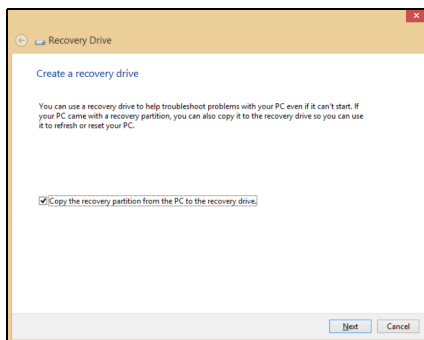 Recovery Drive
Create a recovery drive
You can use a recovery drive to help troubleshoot problems with your PC even if it can't start. If
your PC came with a recovery partition, you can also copy it to the recovery drive so you can use
it to refresh or reset your PC.
Copy the recovery partition from the PC to the recovery drive.
Next Cancel